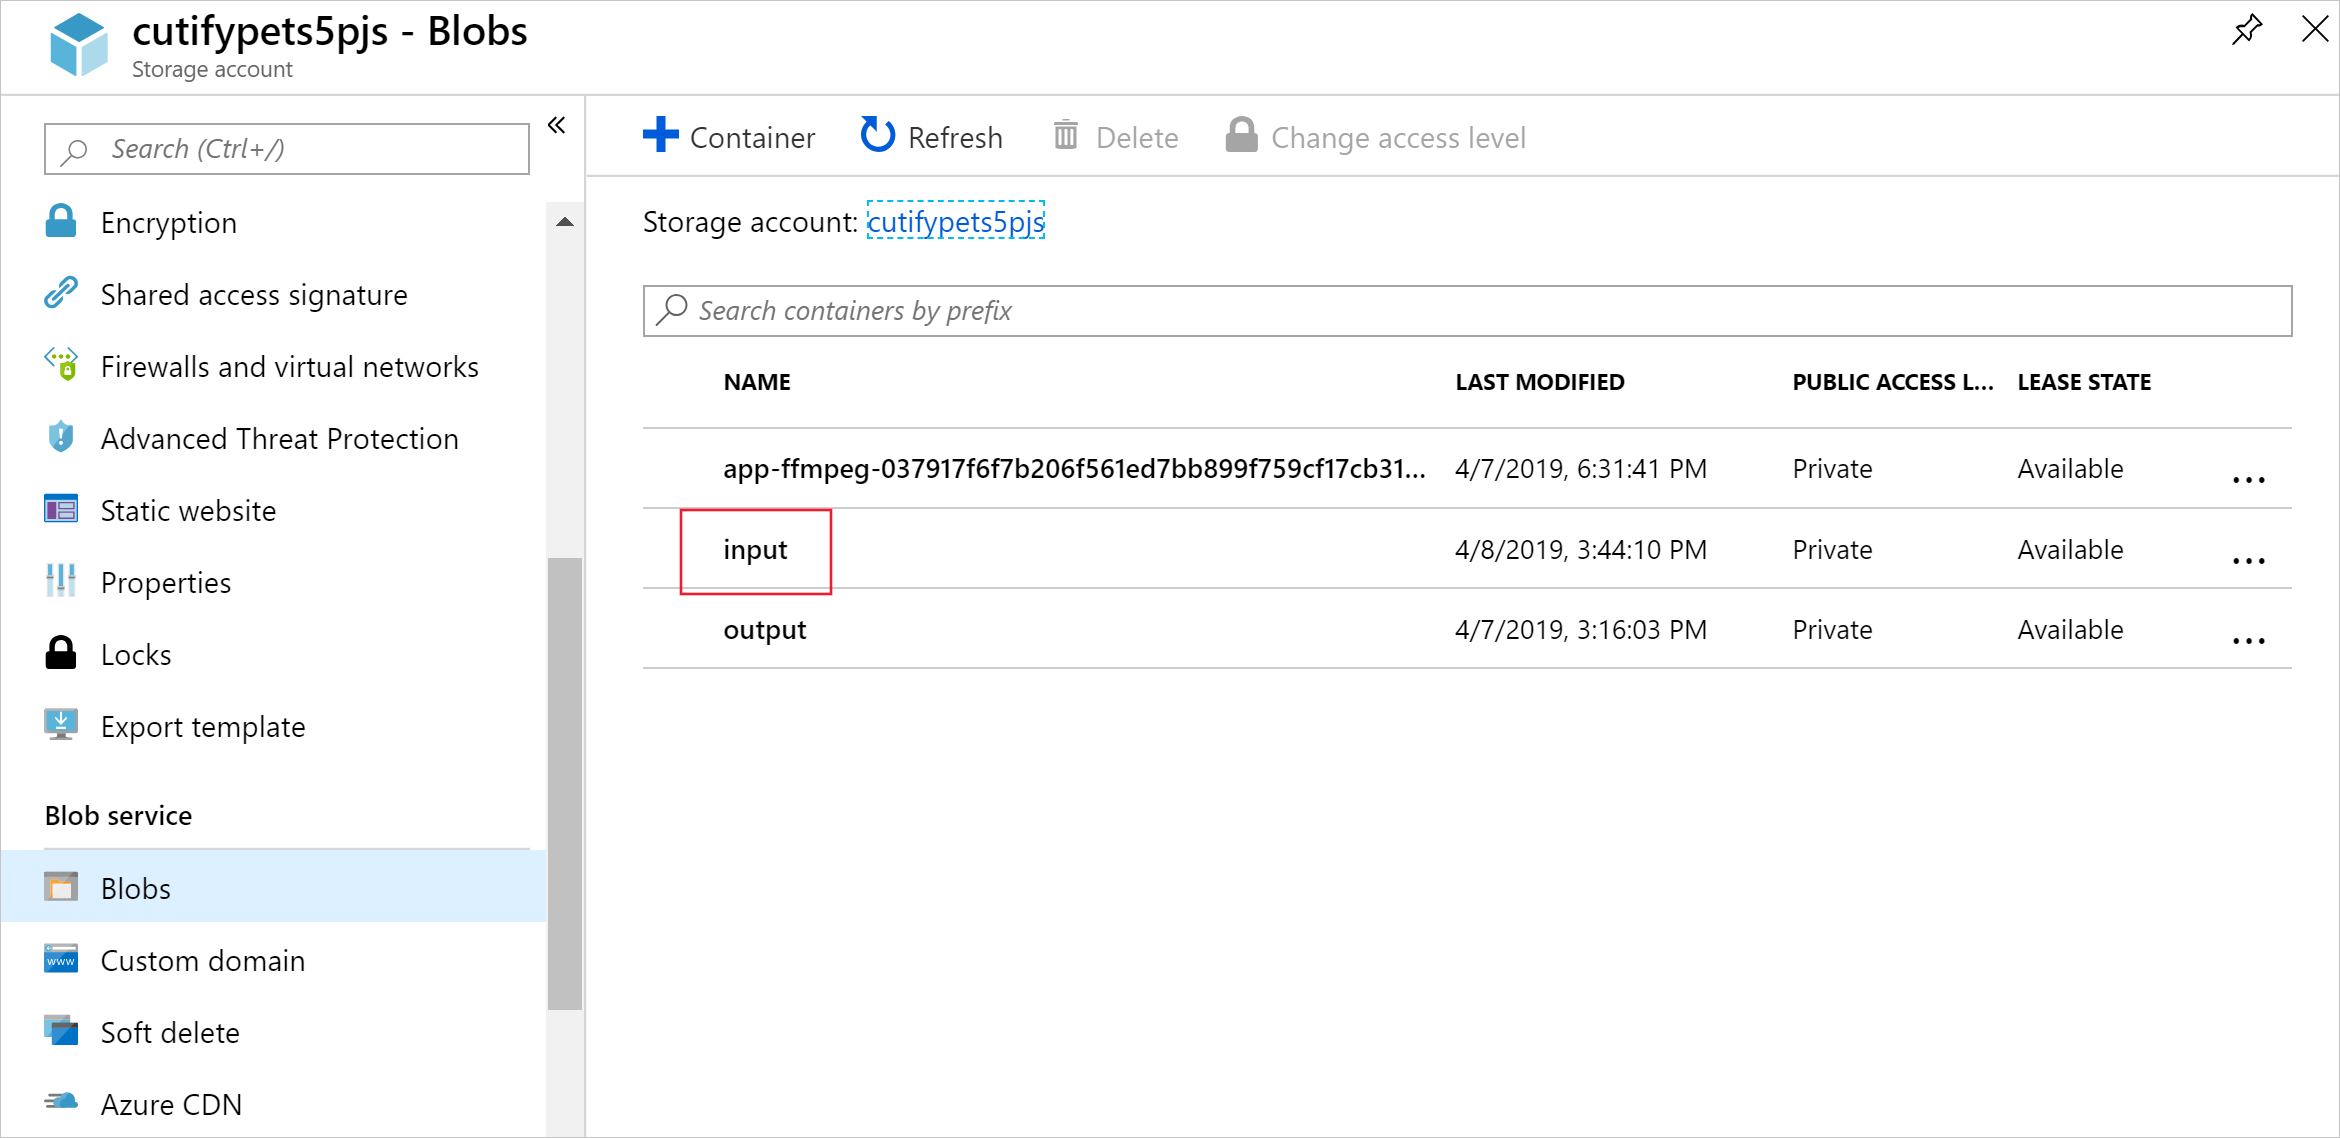 cutifypets5pjs - Blobs
Storage account
Search (Ctrl+/)
Encryption
Shared access signature
Firewalls and virtual networks
Advanced Threat Protection
Static website
Properties
Locks
Export template
Blob service
Blobs
www
Custom domain
Soft delete
Azure CDN
Container Refresh Delete Change access level
Storage account: cutifypets5pjs
Search containers by prefix
NAME LAST MODIFIED PUBLIC ACCESS L... LEASE STATE
app-ffmpeg-037917f6f7b206f561ed7bb899f759cf17cb31... 4/7/2019, 6:31:41 PM Private Available ...
input 4/8/2019, 3:44:10 PM Private Available ...
output 4/7/2019, 3:16:03 PM Private Available ...